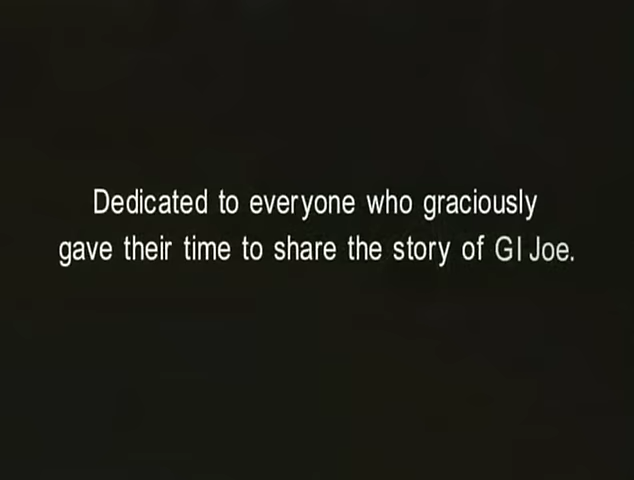 Dedicated to everyone who graciously
gave their time to share the story of GI Joe.